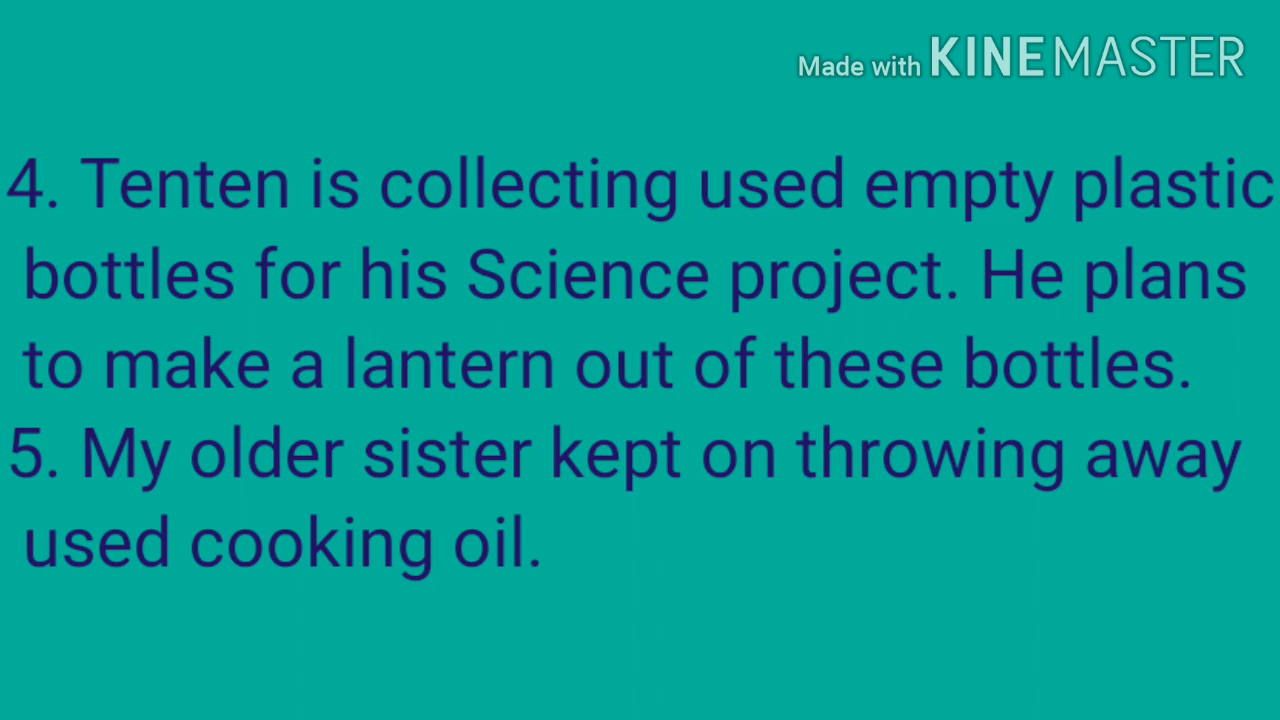 Made with KINEMASTER
4. Tenten is collecting used empty plastic
bottles for his Science project. He plans
to make a lantern out of these bottles.
5. My older sister kept on throwing away
used cooking oil.